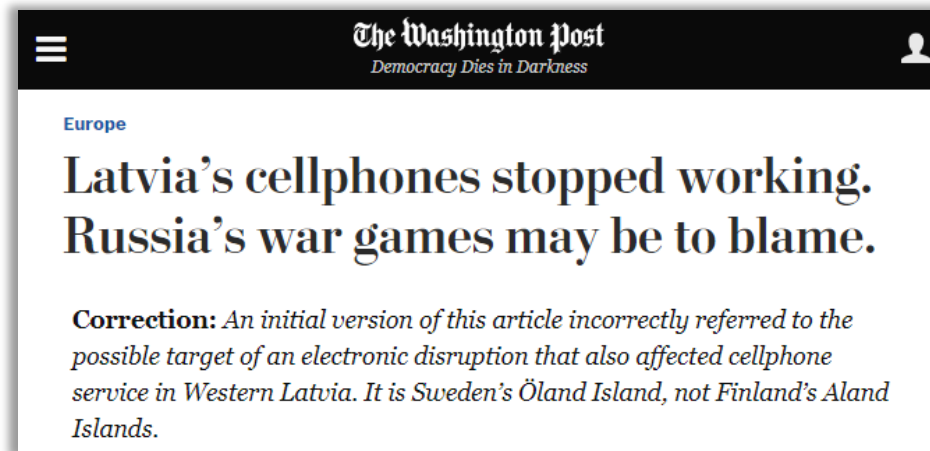 The Washington Post
Democracy Dies in Darkness
Europe
Latvia’s cellphones stopped working.
Russia’s war games may be to blame.
Correction: An initial version of this article incorrectly referred to the
possible target of an electronic disruption that also affected cellphone
service in Western Latvia. It is Sweden’s Öland Island, not Finland’s Aland
Islands.